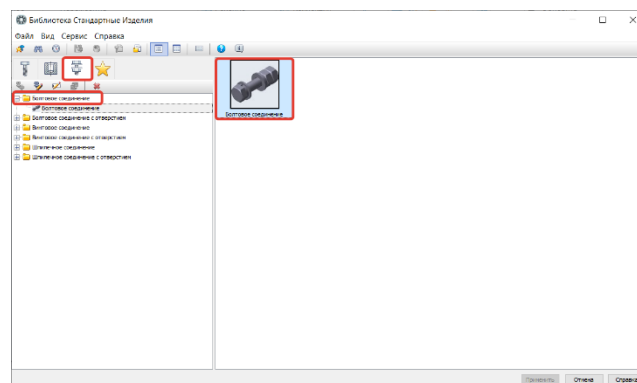 Библиотека Стандартные Изделия
Файл Вид Сервис Справка
Болтовое соединение
Болтовое соединение
Болтовое соединение с отверстием
Винтовое соединение
Винтовое соединение с отверстием
Шпилечное соединение
Шпилечное соединение с отверстием
Болтовое соединение
Применить Отмена Справка